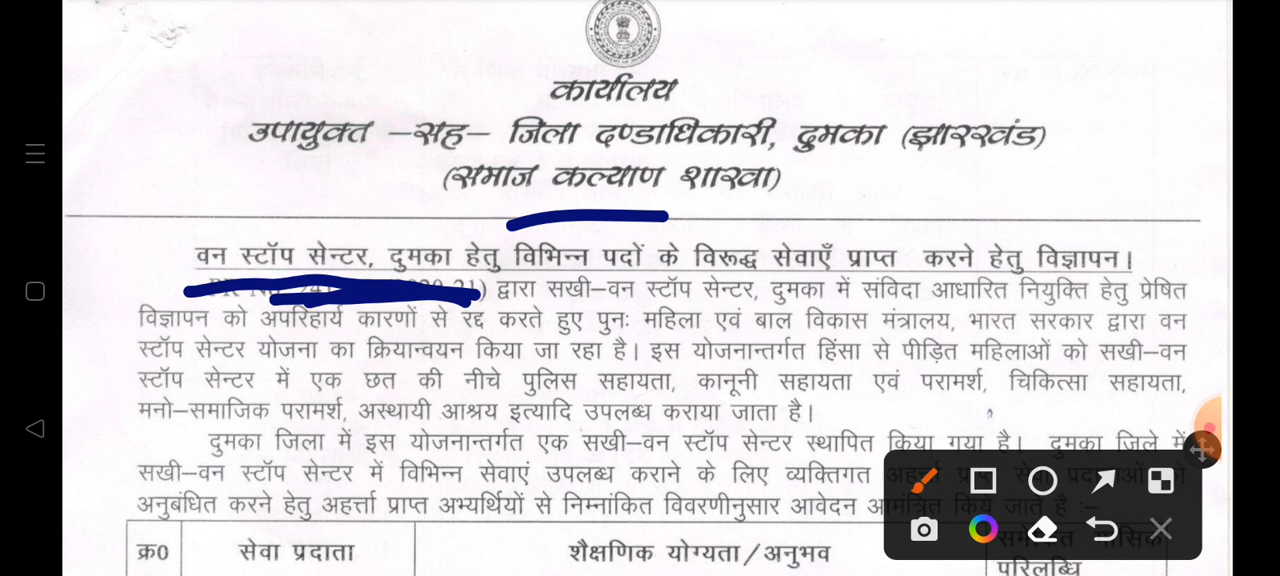 कार्यालय
उपायुक्त –सह– जिला दण्डाधिकारी, दुमका (झारखंड)
(समाज कल्याण शाखा)
वन स्टॉप सेन्टर, दुमका हेतु विभिन्न पदों के विरूद्ध सेवाएँ प्राप्त करने हेतु विज्ञापन।
द्वारा सखी–वन स्टॉप सेन्टर, दुमका में संविदा आधारित नियुक्ति हेतु प्रेषित
विज्ञापन को अपरिहार्य कारणों से रद्द करते हुए पुनः महिला एवं बाल विकास मंत्रालय, भारत सरकार द्वारा वन
स्टॉप सेन्टर योजना का क्रियान्वयन किया जा रहा है। इस योजनान्तर्गत हिंसा से पीड़ित महिलाओं को सखी–वन
स्टॉप सेन्टर में एक छत की नीचे पुलिस सहायता, कानूनी सहायता एवं परामर्श, चिकित्सा सहायता,
मनो–समाजिक परामर्श, अस्थायी आश्रय इत्यादि उपलब्ध कराया जाता है।
दुमका जिला में इस योजनान्तर्गत एक सखी–वन स्टॉप सेन्टर स्थापित किया गया है। दुमका जिले में
सखी–वन स्टॉप सेन्टर में विभिन्न सेवाएं उपलब्ध कराने के लिए व्यक्तिगत अहर्त्ता प्राप्त सेवा प्रदाताओं को
अनुबंधित करने हेतु अहर्त्ता प्राप्त अभ्यर्थियों से निम्नांकित विवरणीनुसार आवेदन आमंत्रित किये जाते है :–
क्र0 सेवा प्रदाता शैक्षणिक योग्यता/अनुभव मासिक
परिलब्धि